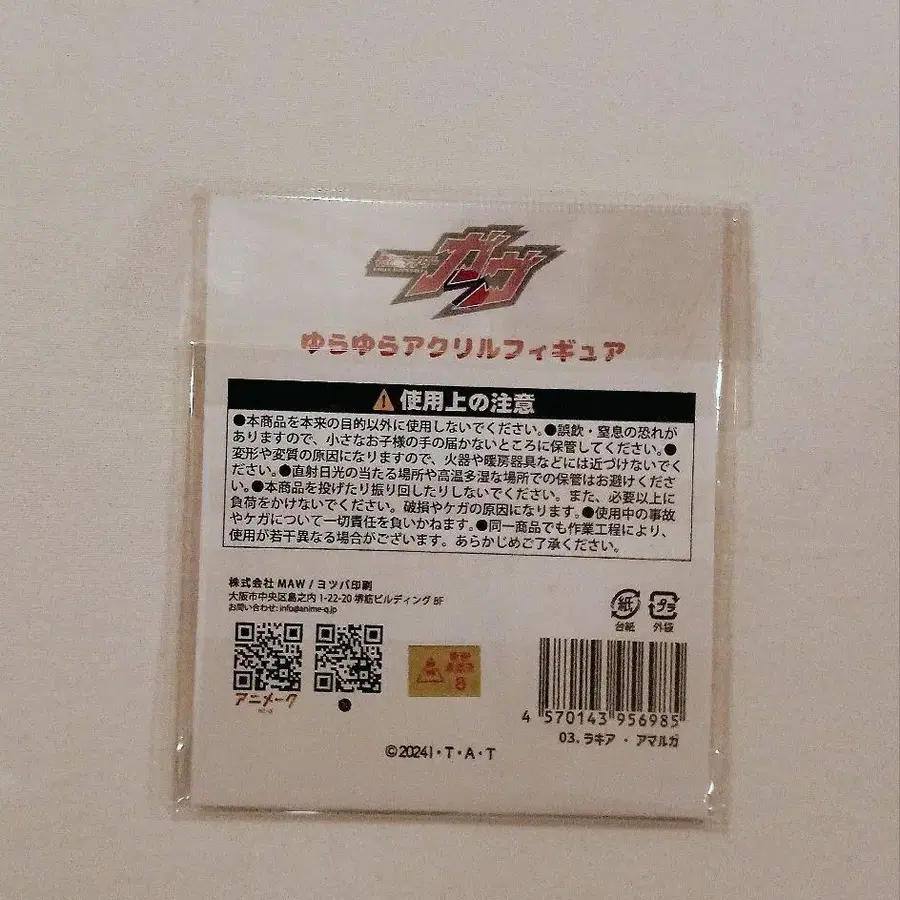 ガヴ
ゆらゆらアクリルフィギュア
使用上の注意
●本商品を本来の目的以外に使用しないでください。●誤飲・窒息の恐れが
ありますので、小さなお子様の手の届かないところに保管してください。●
変形や変質の原因になりますので、火器や暖房器具などには近づけないでく
ださい。●直射日光の当たる場所や高温多湿な場所での保管はお避けくださ
い。●本商品を投げたり振り回したりしないでください。また、必要以上に
負荷をかけないでください。破損やケガの原因になります。●使用中の事故
やケガについて一切責任を負いかねます。●同一商品でも作業工程により、
使用が若干異なる場合がございます。あらかじめご了承ください。
株式会社 MAW / ヨツバ印刷
大阪市中央区島之内 1-22-20 堺筋ビルディング 8F
お問い合わせ: info@anime-q.jp
紙
台紙
プラ
外袋
アニメーク
4 570143 956985
03. ラキア ・ アマルガ
©2024 I・T・A・T